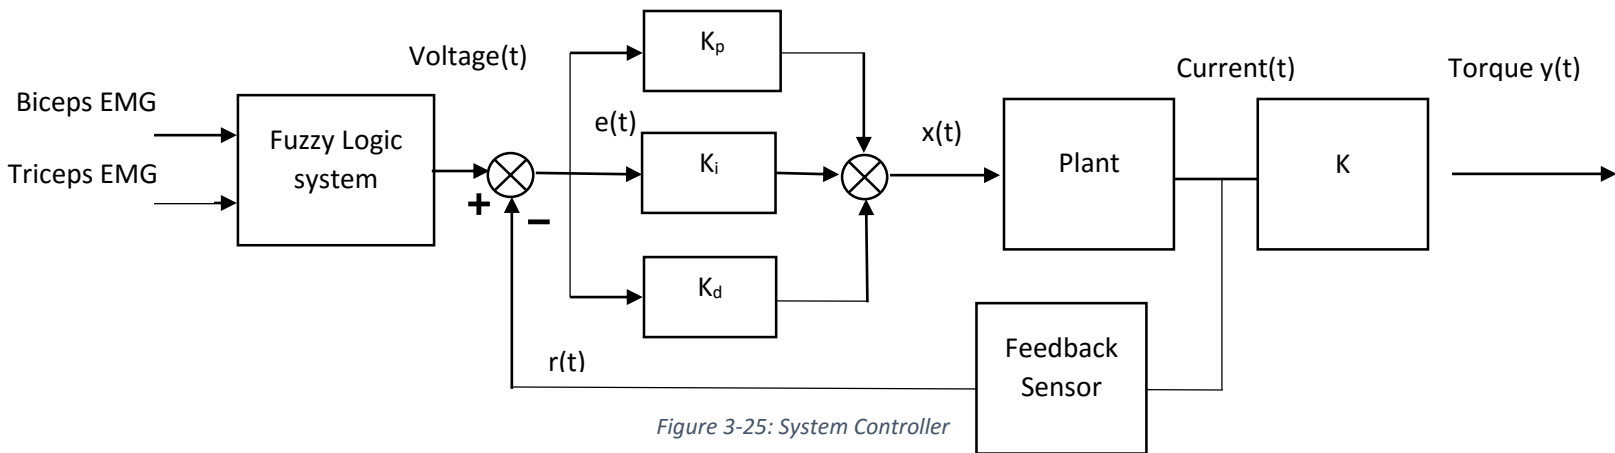 Voltage(t)
Kp
Current(t)
Torque y(t)
Biceps EMG
Triceps EMG
Fuzzy Logic
system
e(t)
Ki
x(t)
Plant
K
+
−
Kd
r(t)
Feedback
Sensor
Figure 3-25: System Controller